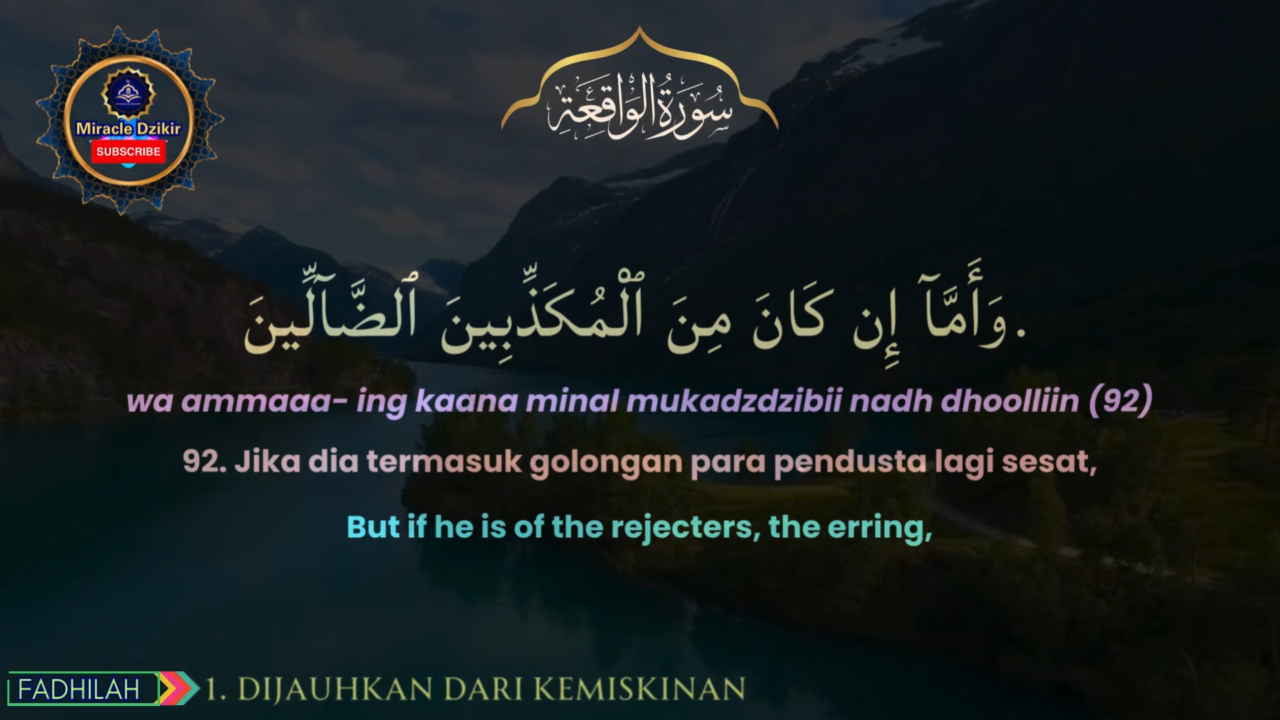 سُورَةُ الْوَاقِعَةِ
Miracle Dzikir
SUBSCRIBE
وَأَمَّآ إِن كَانَ مِنَ ٱلْمُكَذِّبِينَ ٱلضَّآلِّينَ.
wa ammaaa- ing kaana minal mukadzdzibii nadh dhoolliin (92)
92. Jika dia termasuk golongan para pendusta lagi sesat,
But if he is of the rejecters, the erring,
FADHILAH 1. DIJAUHKAN DARI KEMISKINAN